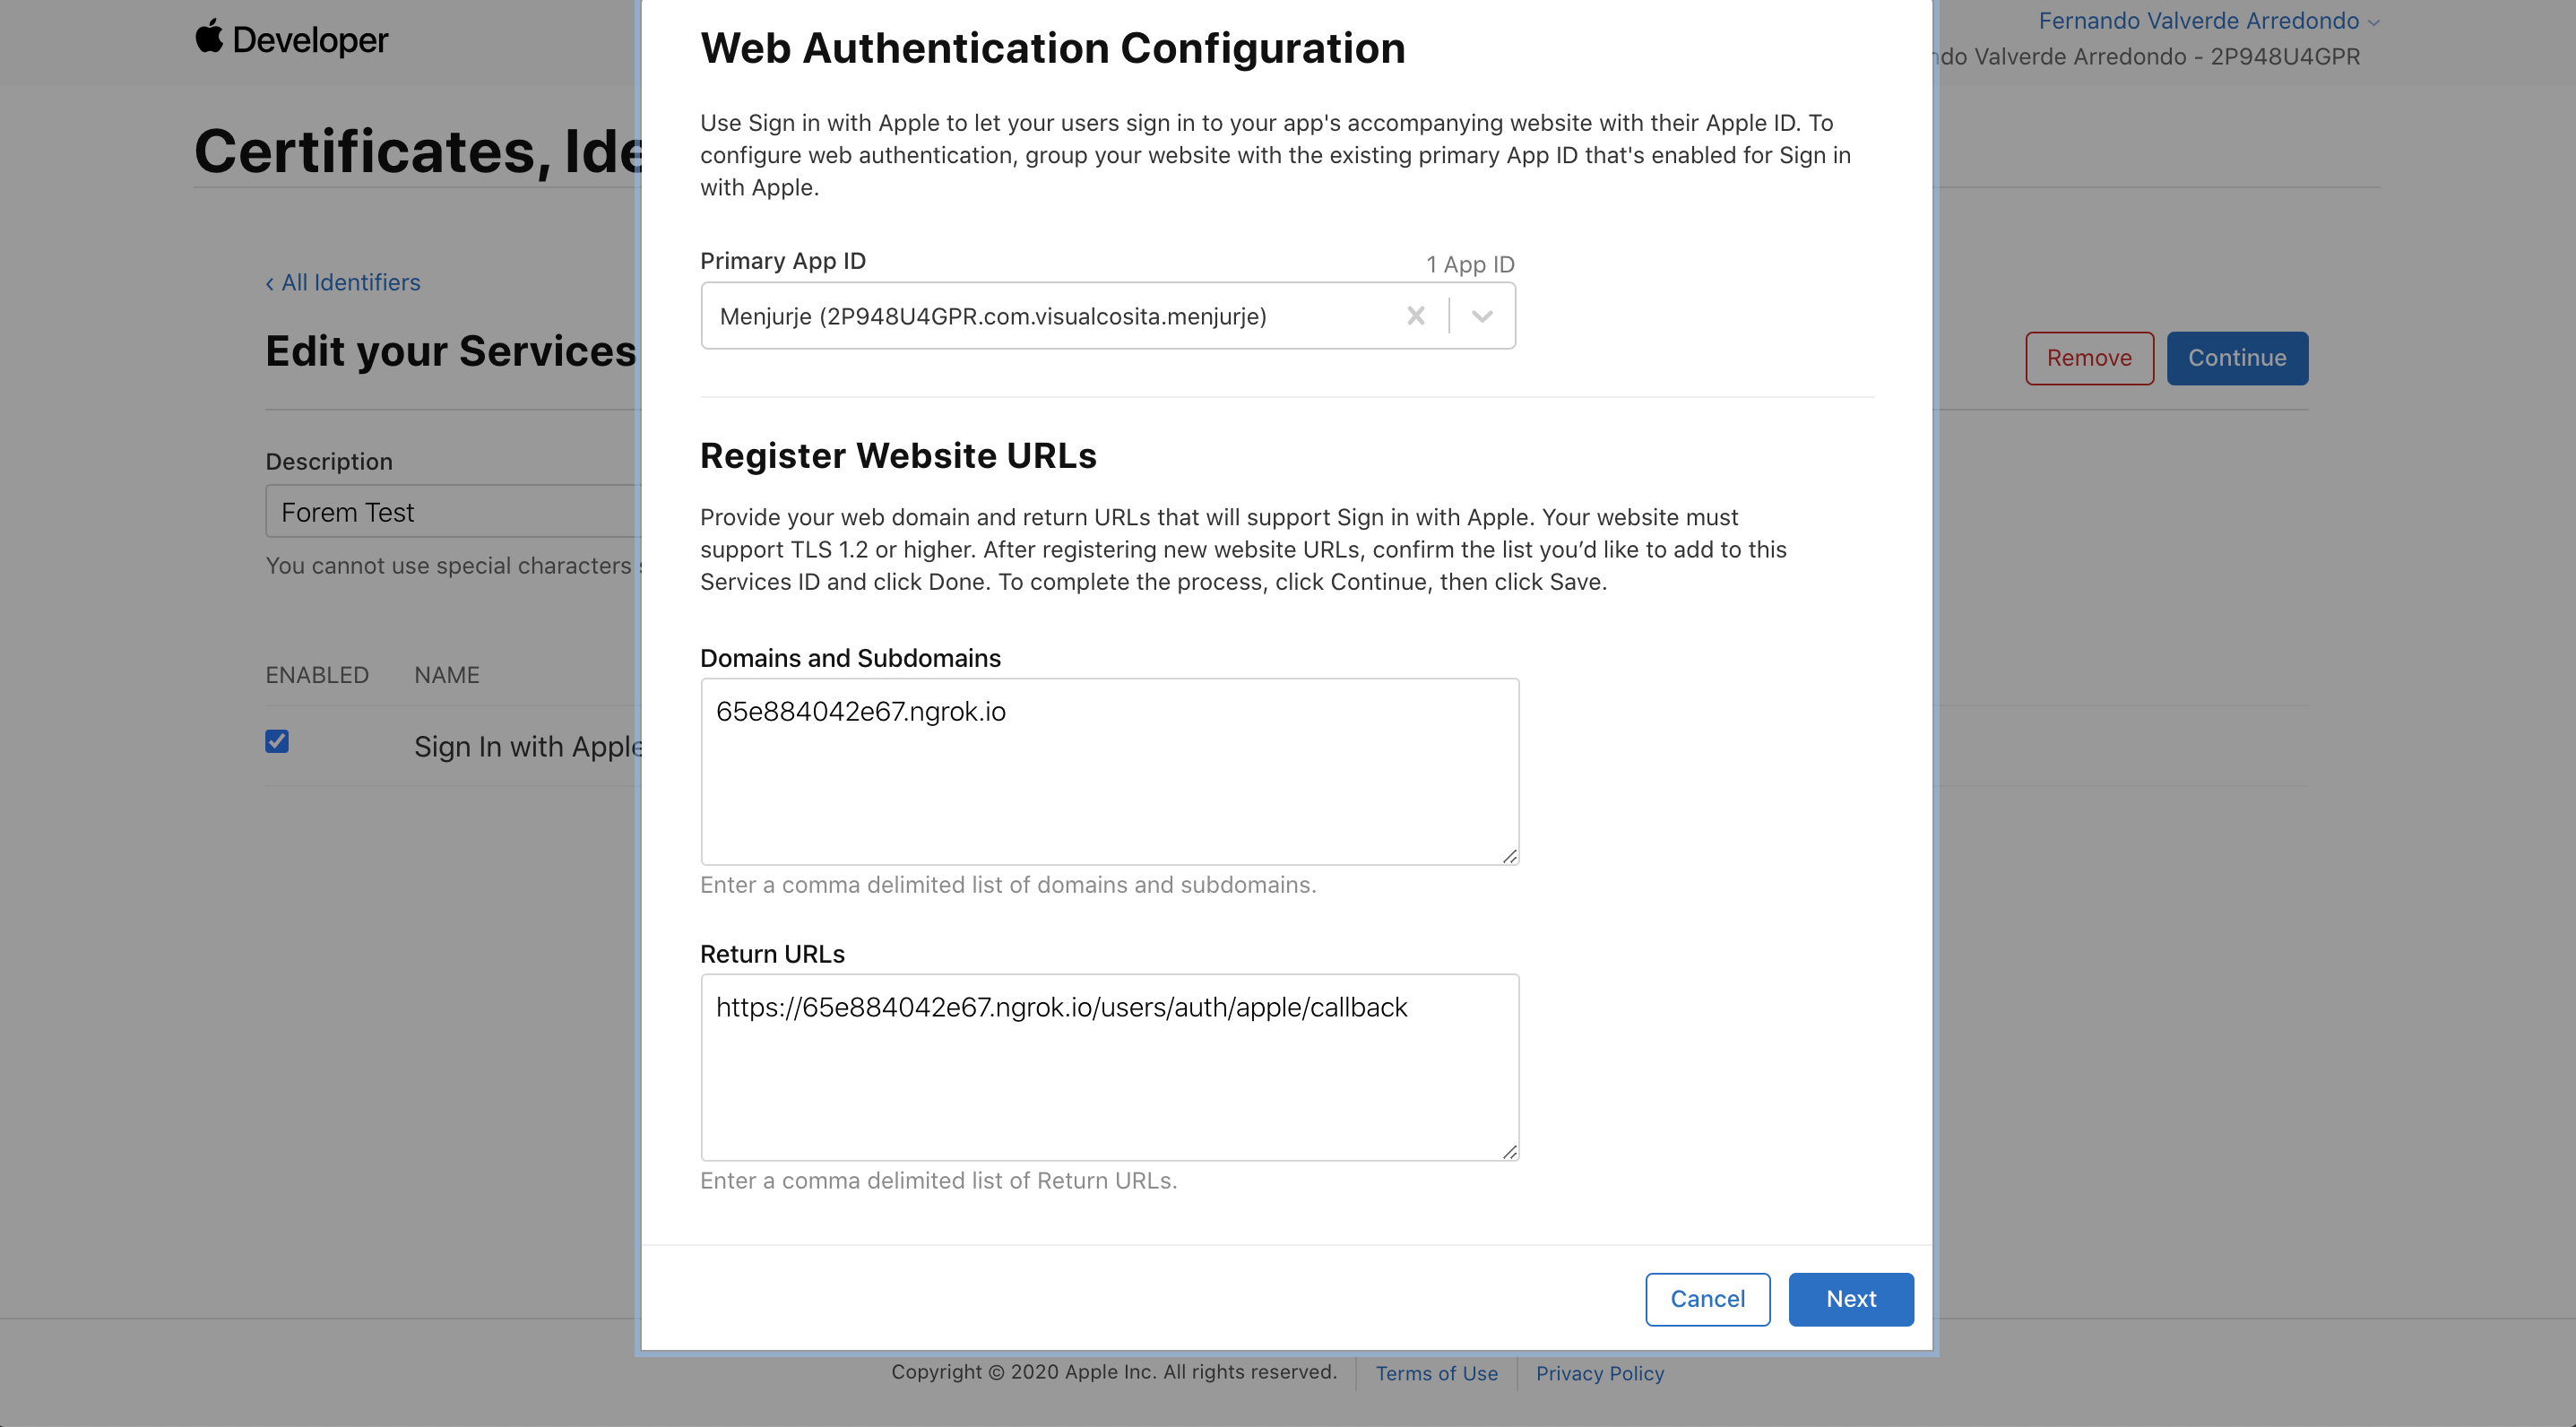 Developer
Fernando Valverde Arredondo
Valverde Arredondo - 2P948U4GPR
Certificates,
‹ All Identifiers
Edit your Services
Remove
Continue
Description
Forem Test
You cannot use special characters
ENABLED NAME
Sign In with Apple
Web Authentication Configuration
Use Sign in with Apple to let your users sign in to your app's accompanying website with their Apple ID. To
configure web authentication, group your website with the existing primary App ID that's enabled for Sign in
with Apple.
Primary App ID
1 App ID
Menjurje (2P948U4GPR.com.visualcosita.menjurje)
Register Website URLs
Provide your web domain and return URLs that will support Sign in with Apple. Your website must
support TLS 1.2 or higher. After registering new website URLs, confirm the list you’d like to add to this
Services ID and click Done. To complete the process, click Continue, then click Save.
Domains and Subdomains
65e884042e67.ngrok.io
Enter a comma delimited list of domains and subdomains.
Return URLs
https://65e884042e67.ngrok.io/users/auth/apple/callback
Enter a comma delimited list of Return URLs.
Cancel
Next
Copyright © 2020 Apple Inc. All rights reserved.
Terms of Use
Privacy Policy